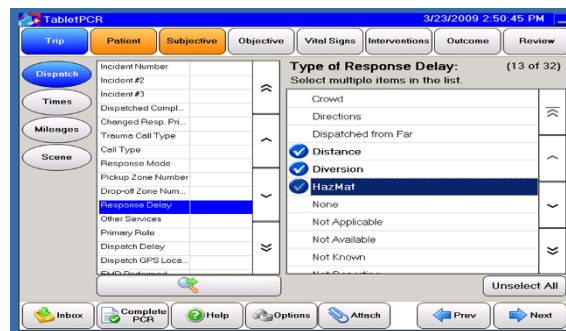 TabletPCR
3/23/2009 2:50:45 PM
Trip
Patient
Subjective
Objective
Vital Signs
Interventions
Outcome
Review
Dispatch
Times
Mileages
Scene
Incident Number
Incident #2
Incident #3
Dispatched Compl...
Changed Resp. Pri...
Trauma Call Type
Call Type
Response Mode
Pickup Zone Number
Drop-off Zone Num...
Response Delay
Other Services
Primary Role
Dispatch Delay
Dispatch GPS Loca...
EMD Performed
Type of Response Delay:
(13 of 32)
Select multiple items in the list.
Crowd
Directions
Dispatched from Far
Distance
Diversion
HazMat
None
Not Applicable
Not Available
Not Known
Not Reporting
Unselect All
Inbox
Complete
PCR
Help
Options
Attach
Prev
Next